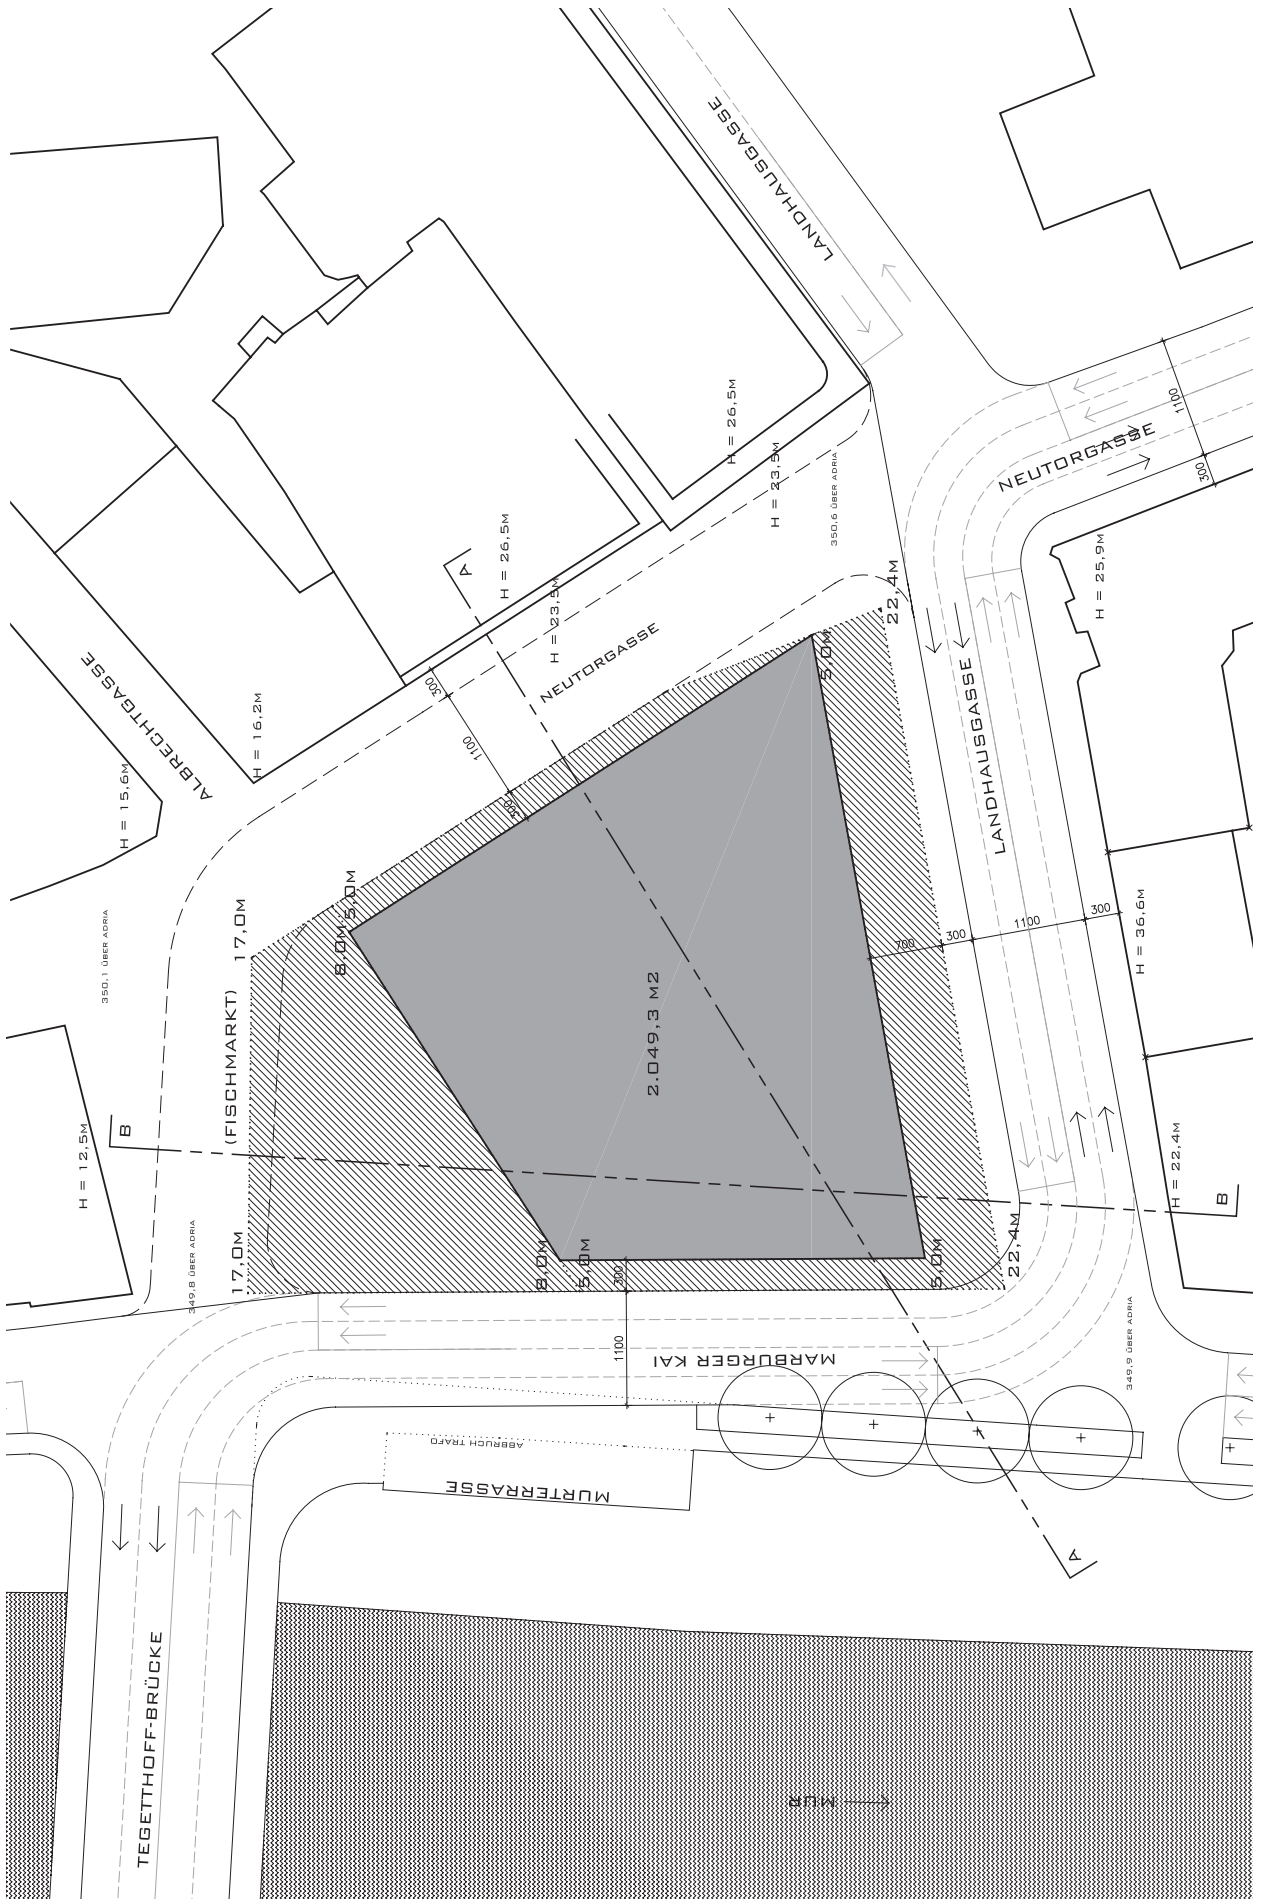 LANDHAUSGASSE
NEUTORGASSE
1100
300
H = 26,5M
H = 23,5M
350,6 ÜBER ADRIA
H = 26,5M
H = 23,5M
A
H = 25,9M
22,4M
5,0M
NEUTORGASSE
300
1100
300
ALBRECHTGASSE
H = 16,2M
H = 15,6M
LANDHAUSGASSE
17,0M
8,0M
5,0M
350,1 ÜBER ADRIA
(FISCHMARKT)
2.049,3 M2
700
300
1100
300
H = 36,6M
B
H = 12,5M
H = 22,4M
B
349,8 ÜBER ADRIA
17,0M
8,0M
5,0M
300
5,0M
22,4M
1100
MARBURGER KAI
349,9 ÜBER ADRIA
ABBRUCH TRAFO
MURTERRASSE
A
TEGETTHOFF-BRÜCKE
MUR